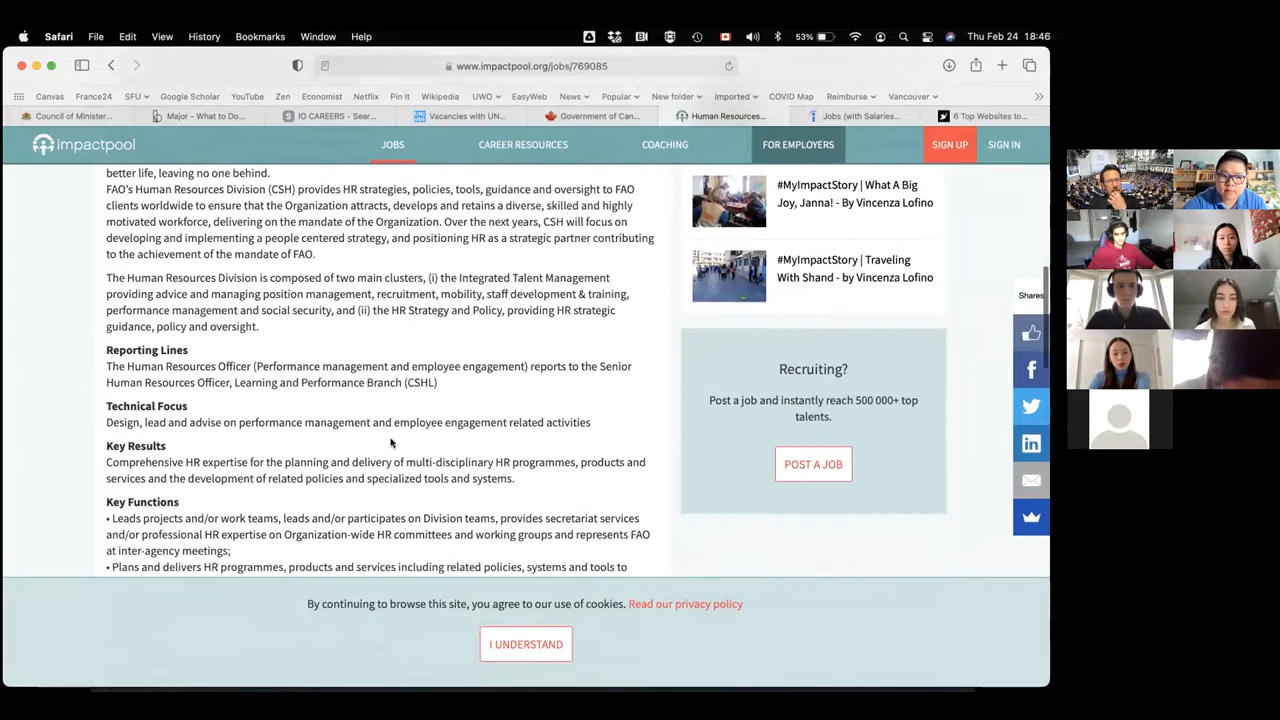 Safari File Edit View History Bookmarks Window Help 53% Thu Feb 24 18:46
www.impactpool.org/jobs/769085
Canvas France24 SFU Google Scholar YouTube Zen Economist Netflix Pin It Wikipedia UWO EasyWeb News Popular New folder Imported COVID Map Reimburse Vancouver
Council of Minister... Major - What to Do... IO CAREERS - Sear... Vacancies with UN... Government of Can... Human Resources... Jobs (with Salaries... 6 Top Websites to...
impactpool JOBS CAREER RESOURCES COACHING FOR EMPLOYERS SIGN UP SIGN IN
better life, leaving no one behind.
FAO's Human Resources Division (CSH) provides HR strategies, policies, tools, guidance and oversight to FAO
clients worldwide to ensure that the Organization attracts, develops and retains a diverse, skilled and highly
motivated workforce, delivering on the mandate of the Organization. Over the next years, CSH will focus on
developing and implementing a people centered strategy, and positioning HR as a strategic partner contributing
to the achievement of the mandate of FAO.
The Human Resources Division is composed of two main clusters, (i) the Integrated Talent Management
providing advice and managing position management, recruitment, mobility, staff development & training,
performance management and social security, and (ii) the HR Strategy and Policy, providing HR strategic
guidance, policy and oversight.
Reporting Lines
The Human Resources Officer (Performance management and employee engagement) reports to the Senior
Human Resources Officer, Learning and Performance Branch (CSHL)
Technical Focus
Design, lead and advise on performance management and employee engagement related activities
Key Results
Comprehensive HR expertise for the planning and delivery of multi-disciplinary HR programmes, products and
services and the development of related policies and specialized tools and systems.
Key Functions
• Leads projects and/or work teams, leads and/or participates on Division teams, provides secretariat services
and/or professional HR expertise on Organization-wide HR committees and working groups and represents FAO
at inter-agency meetings;
• Plans and delivers HR programmes, products and services including related policies, systems and tools to
#MyImpactStory | What A Big
Joy, Janna! - By Vincenza Lofino
#MyImpactStory | Traveling
With Shand - by Vincenza Lofino
Recruiting?
Post a job and instantly reach 500 000+ top
talents.
POST A JOB
Shares
By continuing to browse this site, you agree to our use of cookies. Read our privacy policy
I UNDERSTAND